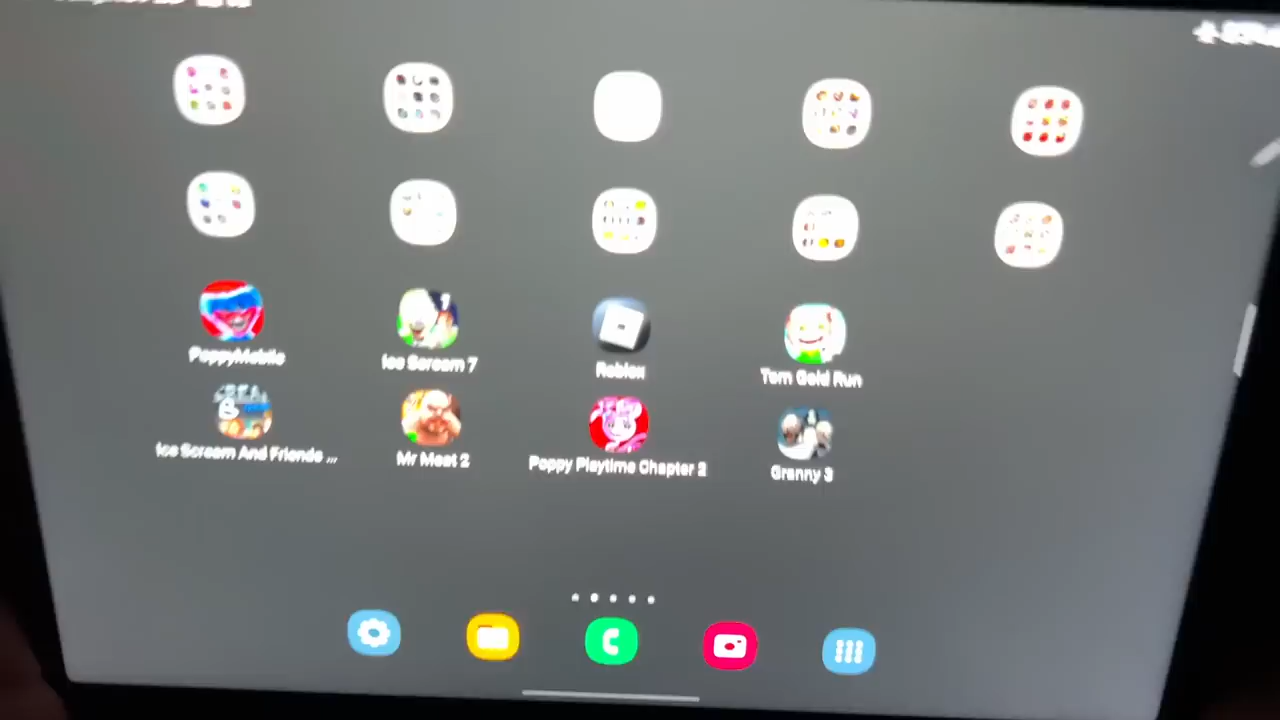 PoppyMobile
Ice Scream 7
Roblox
Tom Gold Run
Ice Scream And Friends ...
Mr Meat 2
Poppy Playtime Chapter 2
Granny 3